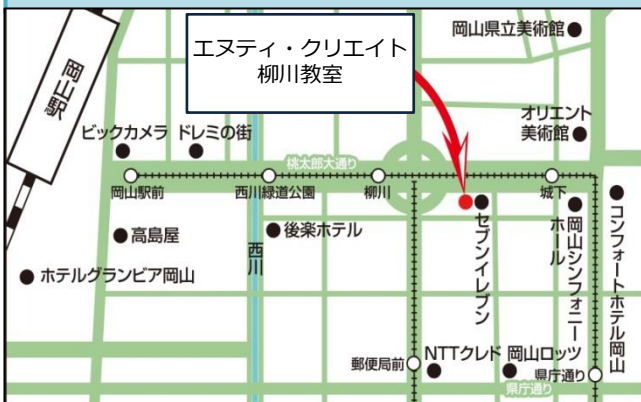 エヌティ・クリエイト
柳川教室
岡山県立美術館
岡山駅
オリエント
美術館
ビックカメラ
ドレミの街
桃太郎大通り
岡山駅前
西川緑道公園
柳川
城下
高島屋
後楽ホテル
西川
セブンイレブン
岡山シンフォニー
ホール
コンフォートホテル岡山
ホテルグランビア岡山
郵便局前
NTTクレド
岡山ロッツ
県庁通り
県庁通り